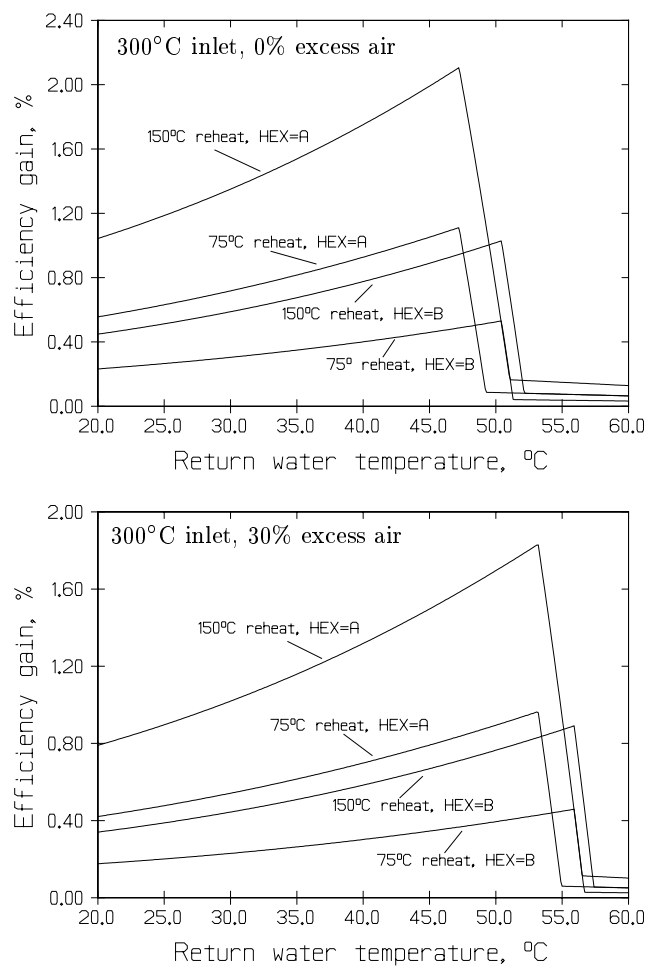 2.40
300°C inlet, 0% excess air
2.00
150ºC reheat, HEX=A
1.60
1.20
75ºC reheat, HEX=A
0.80
150ºC reheat, HEX=B
0.40
75º reheat, HEX=B
0.00
Efficiency gain, %
20.0 25.0 30.0 35.0 40.0 45.0 50.0 55.0 60.0
Return water temperature, ºC
2.00
300°C inlet, 30% excess air
1.60
150ºC reheat, HEX=A
1.20
0.80
75ºC reheat, HEX=A
150ºC reheat, HEX=B
0.40
75ºC reheat, HEX=B
0.00
Efficiency gain, %
20.0 25.0 30.0 35.0 40.0 45.0 50.0 55.0 60.0
Return water temperature, ºC